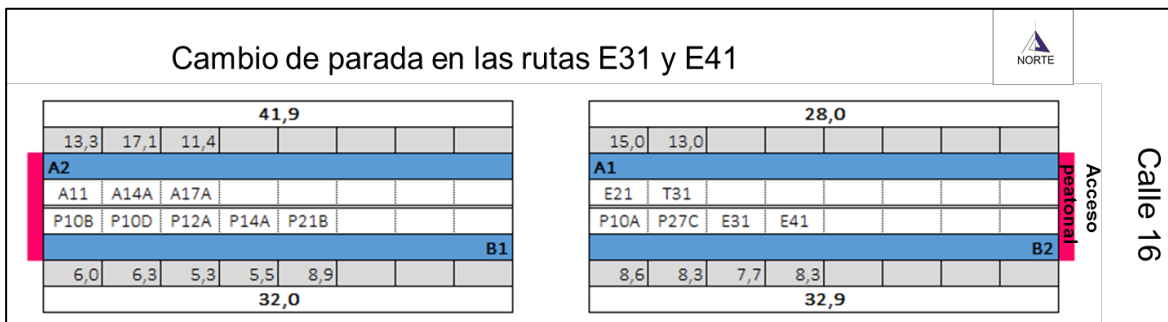 Cambio de parada en las rutas E31 y E41
NORTE
41,9
13,3 17,1 11,4
A2
A11 A14A A17A
P10B P10D P12A P14A P21B
B1
6,0 6,3 5,3 5,5 8,9
32,0
28,0
15,0 13,0
A1
E21 T31
P10A P27C E31 E41
B2
8,6 8,3 7,7 8,3
32,9
Acceso
peatonal
Calle 16